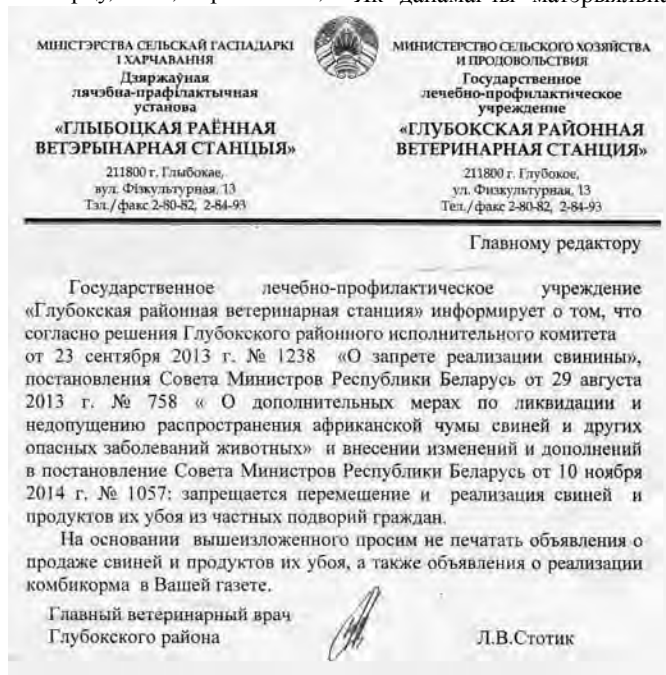 Як данамагчы матэрыяльна
МІНІСТЭРСТВА СЕЛЬСКАЙ ГАСПАДАРКІ
І ХАРЧАВАННЯ
Дзяржаўная
лячэбна-прафілактычная
установа
«ГЛЫБОЦКАЯ РАЁННАЯ
ВЕТЭРЫНАРНАЯ СТАНЦЫЯ»
211800 г. Глыбокае,
вул. Фізкультурная, 13
Тэл./факс 2-80-82, 2-84-93
МИНИСТЕРСТВО СЕЛЬСКОГО ХОЗЯЙСТВА
И ПРОДОВОЛЬСТВИЯ
Государственное
лечебно-профилактическое
учреждение
«ГЛУБОКСКАЯ РАЙОННАЯ
ВЕТЕРИНАРНАЯ СТАНЦИЯ»
211800 г. Глубокое,
ул. Физкультурная, 13
Тел./факс 2-80-82, 2-84-93
Главному редактору
Государственное лечебно-профилактическое учреждение
«Глубокская районная ветеринарная станция» информирует о том, что
согласно решения Глубокского районного исполнительного комитета
от 23 сентября 2013 г. № 1238 «О запрете реализации свинины»,
постановления Совета Министров Республики Беларусь от 29 августа
2013 г. № 758 « О дополнительных мерах по ликвидации и
недопущению распространения африканской чумы свиней и других
опасных заболеваний животных» и внесении изменений и дополнений
в постановление Совета Министров Республики Беларусь от 10 ноября
2014 г. № 1057: запрещается перемещение и реализация свиней и
продуктов их убоя из частных подворий граждан.
На основании вышеизложенного просим не печатать объявления о
продаже свиней и продуктов их убоя, а также объявления о реализации
комбикорма в Вашей газете.
Главный ветеринарный врач
Глубокского района
Л.В.Стотик